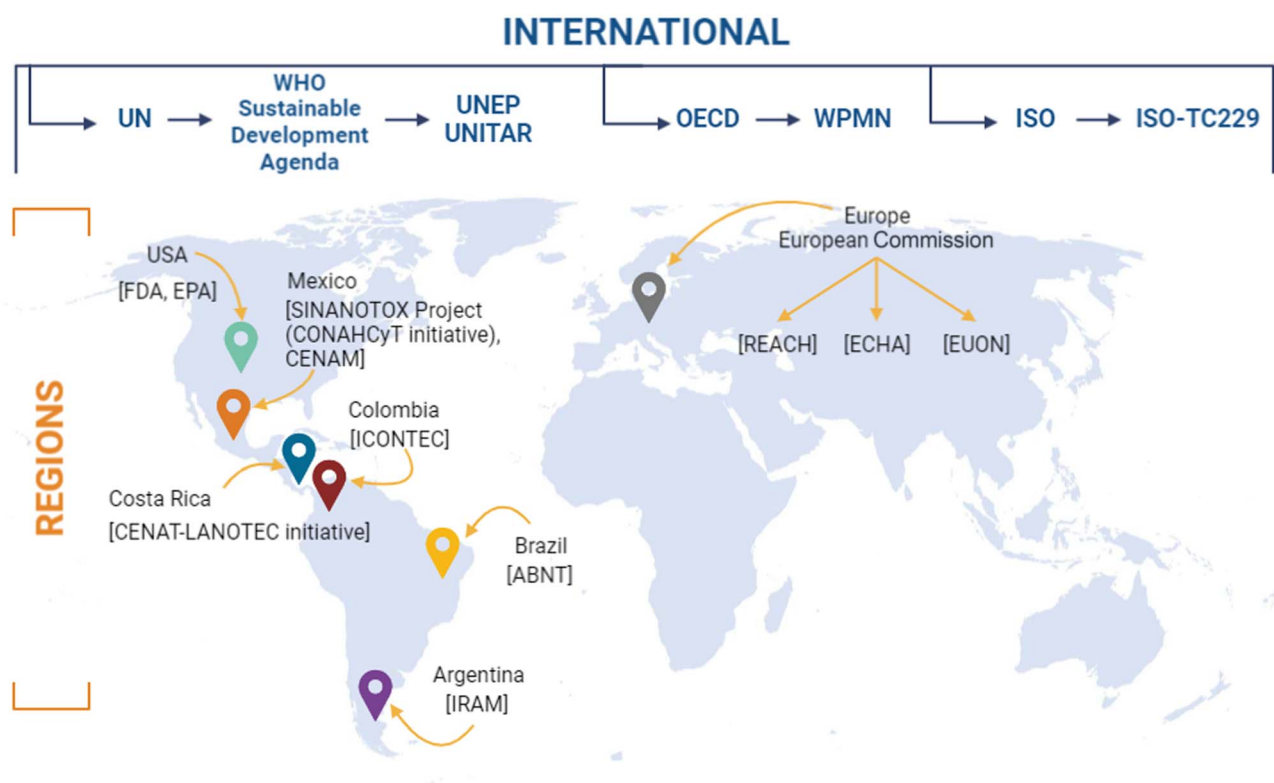 INTERNATIONAL
UN
WHO
Sustainable
Development
Agenda
UNEP
UNITAR
OECD
WPMN
ISO
ISO-TC229
REGIONS
USA
[FDA, EPA]
Mexico
[SINANOTOX Project
(CONAHCyT initiative),
CENAM]
Colombia
[ICONTEC]
Costa Rica
[CENAT-LANOTEC initiative]
Brazil
[ABNT]
Argentina
[IRAM]
Europe
European Commission
[REACH]
[ECHA]
[EUON]